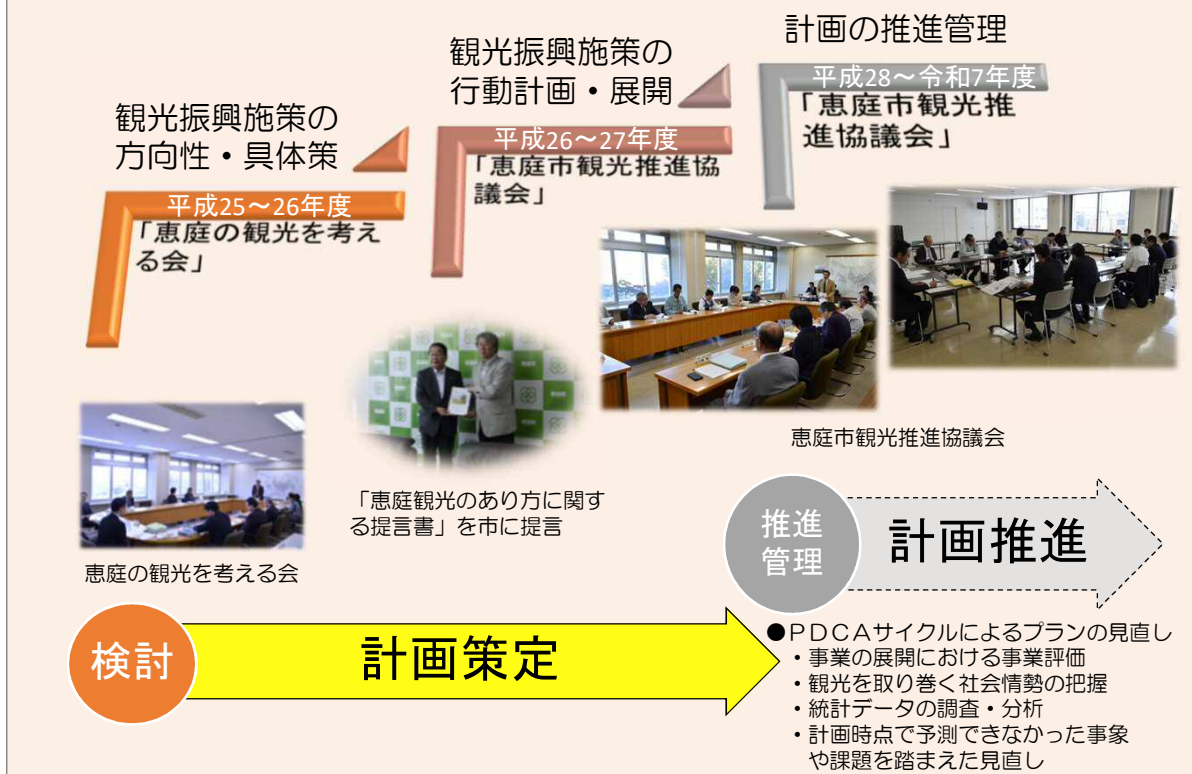 計画の推進管理
平成28～令和7年度
「恵庭市観光推
進協議会」
観光振興施策の
行動計画・展開
平成26～27年度
「恵庭市観光推進協
議会」
観光振興施策の
方向性・具体策
平成25～26年度
「恵庭の観光を考え
る会」
恵庭市観光推進協議会
「恵庭観光のあり方に関す
る提言書」を市に提言
恵庭の観光を考える会
推進
管理
計画推進
検討
計画策定
●ＰＤＣＡサイクルによるプランの見直し
・事業の展開における事業評価
・観光を取り巻く社会情勢の把握
・統計データの調査・分析
・計画時点で予測できなかった事象
や課題を踏まえた見直し